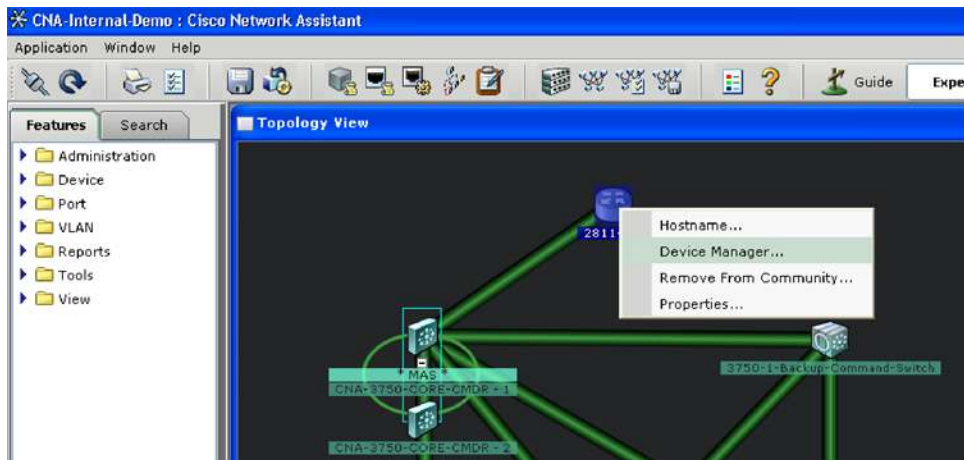 CNA-Internal-Demo : Cisco Network Assistant
Application Window Help
Guide
Expe
Features Search
Topology View
Administration
Device
Port
VLAN
Reports
Tools
View
2811-
Hostname...
Device Manager...
Remove From Community...
Properties...
MAS
CNA-3750-CORE-CMDR - 1
3750-1-Backup-Command-Switch
CNA-3750-CORE-CMDR - 2